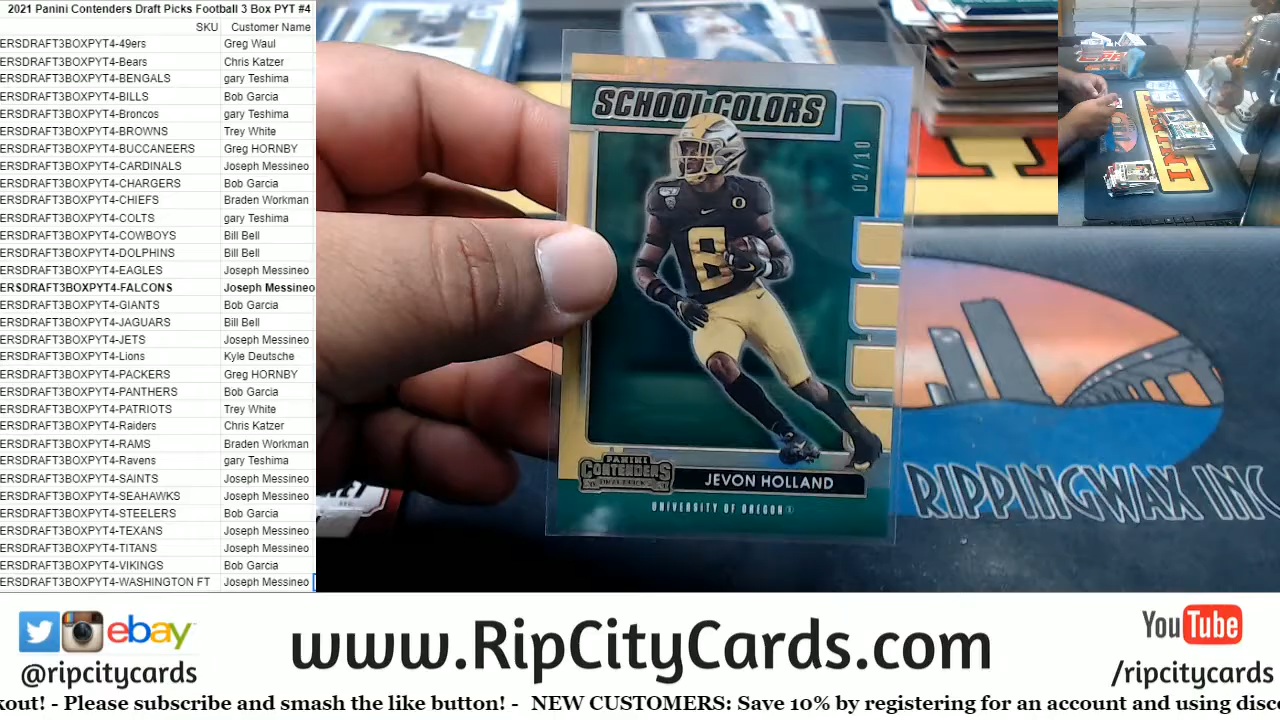 2021 Panini Contenders Draft Picks Football 3 Box PYT #4
SKU Customer Name
ERSDRAFT3BOXPYT4-49ers Greg Waul
ERSDRAFT3BOXPYT4-Bears Chris Katzer
ERSDRAFT3BOXPYT4-BENGALS gary Teshima
ERSDRAFT3BOXPYT4-BILLS Bob Garcia
ERSDRAFT3BOXPYT4-Broncos gary Teshima
ERSDRAFT3BOXPYT4-BROWNS Trey White
ERSDRAFT3BOXPYT4-BUCCANEERS Greg HORNBY
ERSDRAFT3BOXPYT4-CARDINALS Joseph Messineo
ERSDRAFT3BOXPYT4-CHARGERS Bob Garcia
ERSDRAFT3BOXPYT4-CHIEFS Braden Workman
ERSDRAFT3BOXPYT4-COLTS gary Teshima
ERSDRAFT3BOXPYT4-COWBOYS Bill Bell
ERSDRAFT3BOXPYT4-DOLPHINS Bill Bell
ERSDRAFT3BOXPYT4-EAGLES Joseph Messineo
ERSDRAFT3BOXPYT4-FALCONS Joseph Messineo
ERSDRAFT3BOXPYT4-GIANTS Bob Garcia
ERSDRAFT3BOXPYT4-JAGUARS Bill Bell
ERSDRAFT3BOXPYT4-JETS Joseph Messineo
ERSDRAFT3BOXPYT4-Lions Kyle Deutsche
ERSDRAFT3BOXPYT4-PACKERS Greg HORNBY
ERSDRAFT3BOXPYT4-PANTHERS Bob Garcia
ERSDRAFT3BOXPYT4-PATRIOTS Trey White
ERSDRAFT3BOXPYT4-Raiders Chris Katzer
ERSDRAFT3BOXPYT4-RAMS Braden Workman
ERSDRAFT3BOXPYT4-Ravens gary Teshima
ERSDRAFT3BOXPYT4-SAINTS Joseph Messineo
ERSDRAFT3BOXPYT4-SEAHAWKS Joseph Messineo
ERSDRAFT3BOXPYT4-STEELERS Bob Garcia
ERSDRAFT3BOXPYT4-TEXANS Joseph Messineo
ERSDRAFT3BOXPYT4-TITANS Joseph Messineo
ERSDRAFT3BOXPYT4-VIKINGS Bob Garcia
ERSDRAFT3BOXPYT4-WASHINGTON FT Joseph Messineo
SCHOOL COLORS
02/10
8
PANINI
CONTENDERS
DRAFT PICKS
JEVON HOLLAND
UNIVERSITY OF OREGON®
RIPPINGWAX INC
ebay
@ripcitycards
www.RipCityCards.com
YouTube
/ripcitycards
kout! - Please subscribe and smash the like button! - NEW CUSTOMERS: Save 10% by registering for an account and using disco